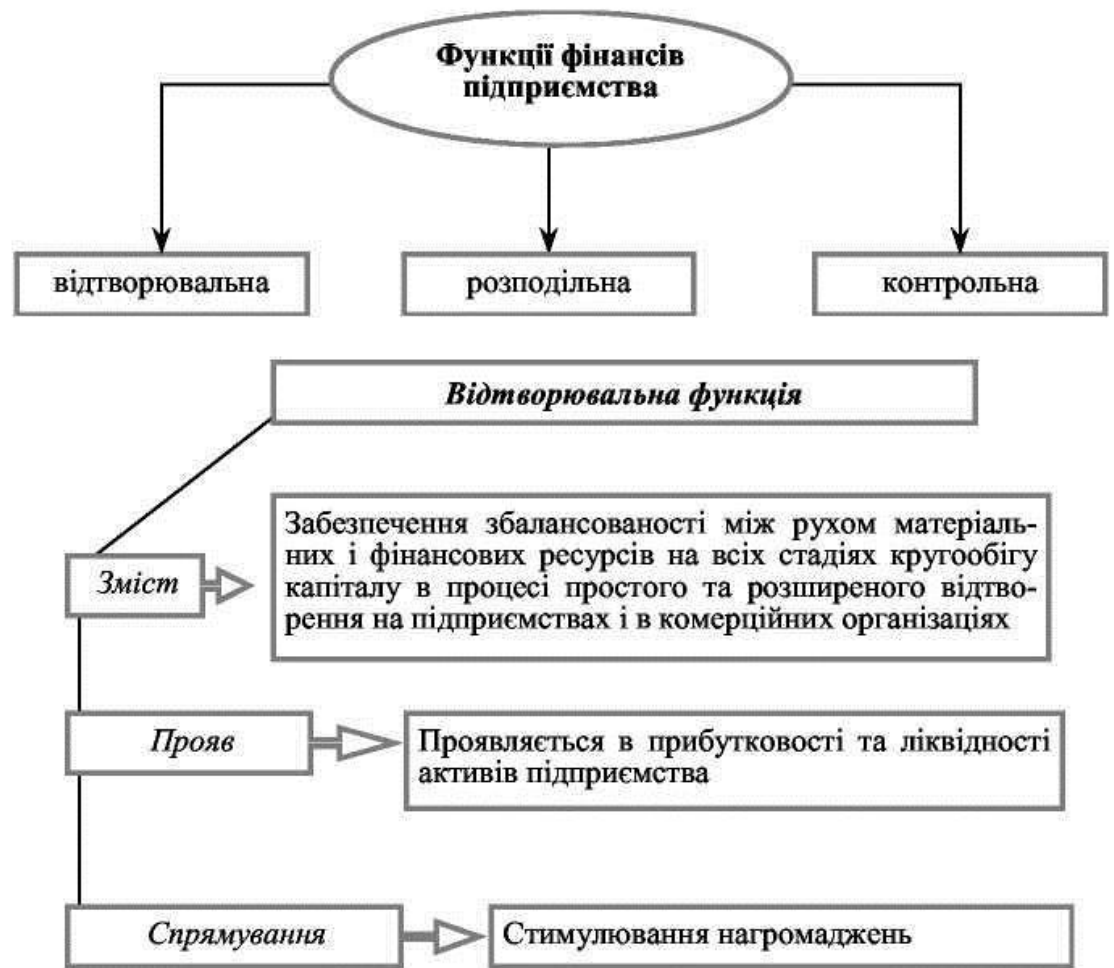 Функції фінансів
підприємства
відтворювальна
розподільна
контрольна
Відтворювальна функція
Забезпечення збалансованості між рухом матеріаль-
них і фінансових ресурсів на всіх стадіях кругообігу
капіталу в процесі простого та розширеного відтво-
рення на підприємствах і в комерційних організаціях
Зміст
Прояв
Проявляється в прибутковості та ліквідності
активів підприємства
Спрямування
Стимулювання нагромаджень